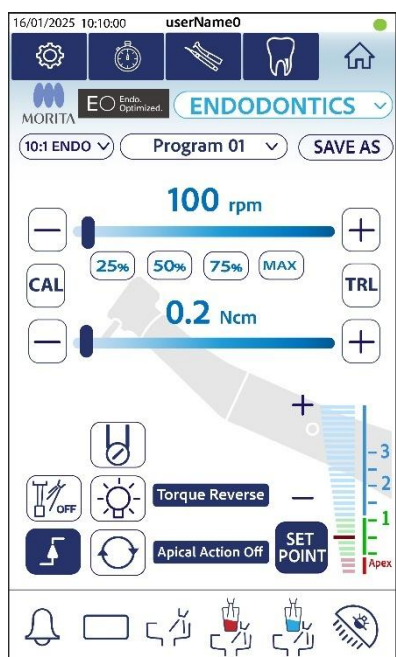 16/01/2025 10:10:00 userName0
MORITA EO Endo. Optimized. ENDODONTICS
10:1 ENDO Program 01 SAVE AS
100 rpm
25% 50% 75% MAX
CAL TRL
0.2 Ncm
3
2
OFF Torque Reverse
1
Apical Action Off SET POINT
Apex